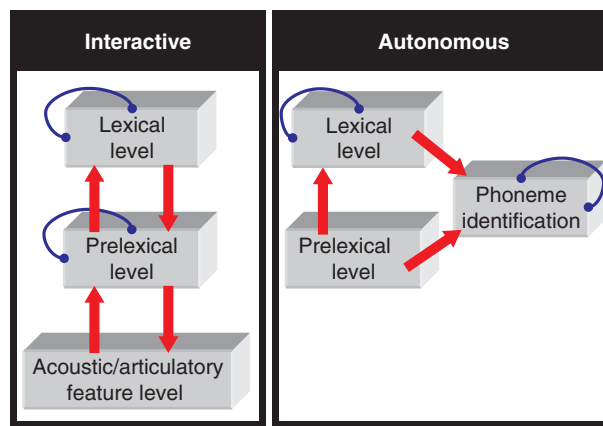 Interactive
Lexical
level
Prelexical
level
Acoustic/articulatory
feature level
Autonomous
Lexical
level
Phoneme
identification
Prelexical
level